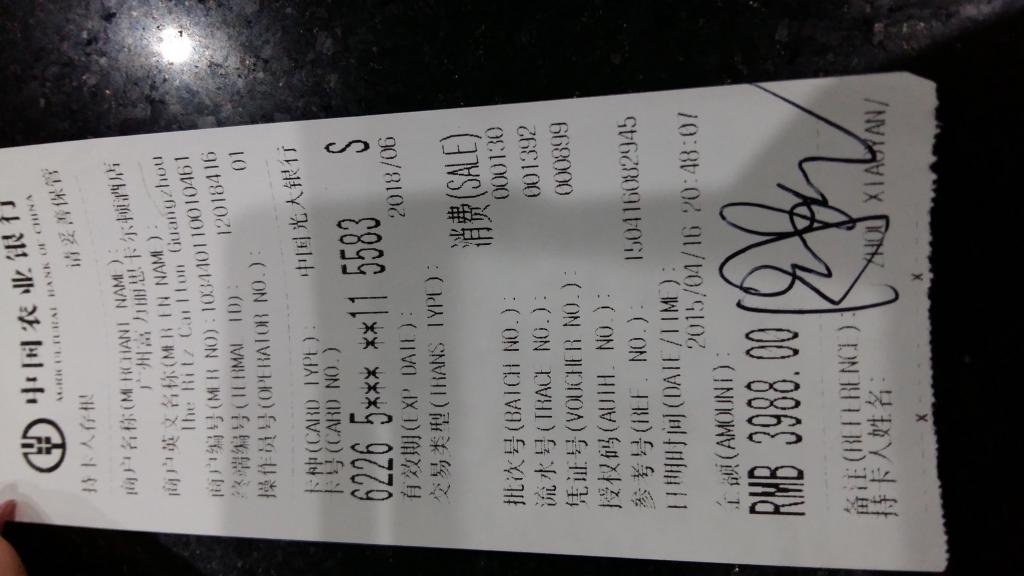 中国农业银行
AGRICULTURAL BANK OF CHINA
持卡人存根 请妥善保管
商户名称(MERCHANT NAME):
广州富力丽思卡尔顿酒店
商户英文名称(MER EN NAME):
The Ritz Carlton Guangzhou
商户编号(MER NO):103440110010461
终端编号(TERMAL ID): 12018416
操作员号(OPERATOR NO.): 01
卡种(CARD TYPE): 中国光大银行
卡号(CARD NO.)
6226 5*** **11 5583 S
有效期(EXP DATE): 2018/06
交易类型(TRANS TYPE):
消费(SALE)
批次号(BATCH NO.): 000130
流水号(TRACE NO.): 001392
凭证号(VOUCHER NO.): 000899
授权码(AUTH. NO.):
参考号(REF. NO.): 150416082945
日期时间(DATE/TIME):
2015/04/16 20:48:07
金额(AMOUNT):
RMB 3988.00
备注(REFERENCE):
持卡人姓名: ZHOU XIAOYAN/
x x